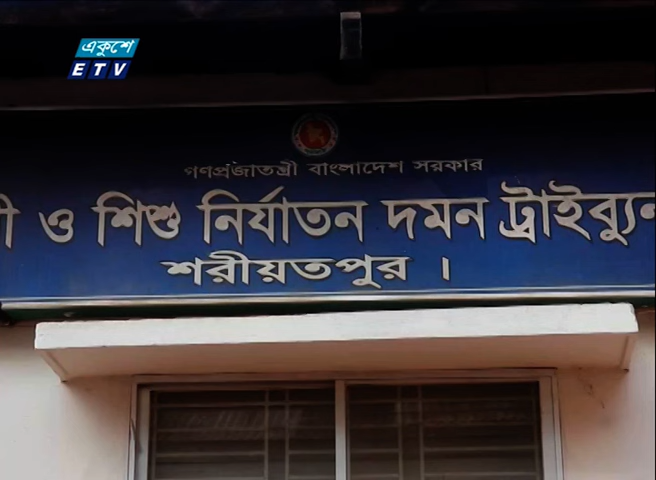 একুশে
ETV
গণপ্রজাতন্ত্রী বাংলাদেশ সরকার
ী ও শিশু নির্যাতন দমন ট্রাইব্যুন
শরীয়তপুর ।